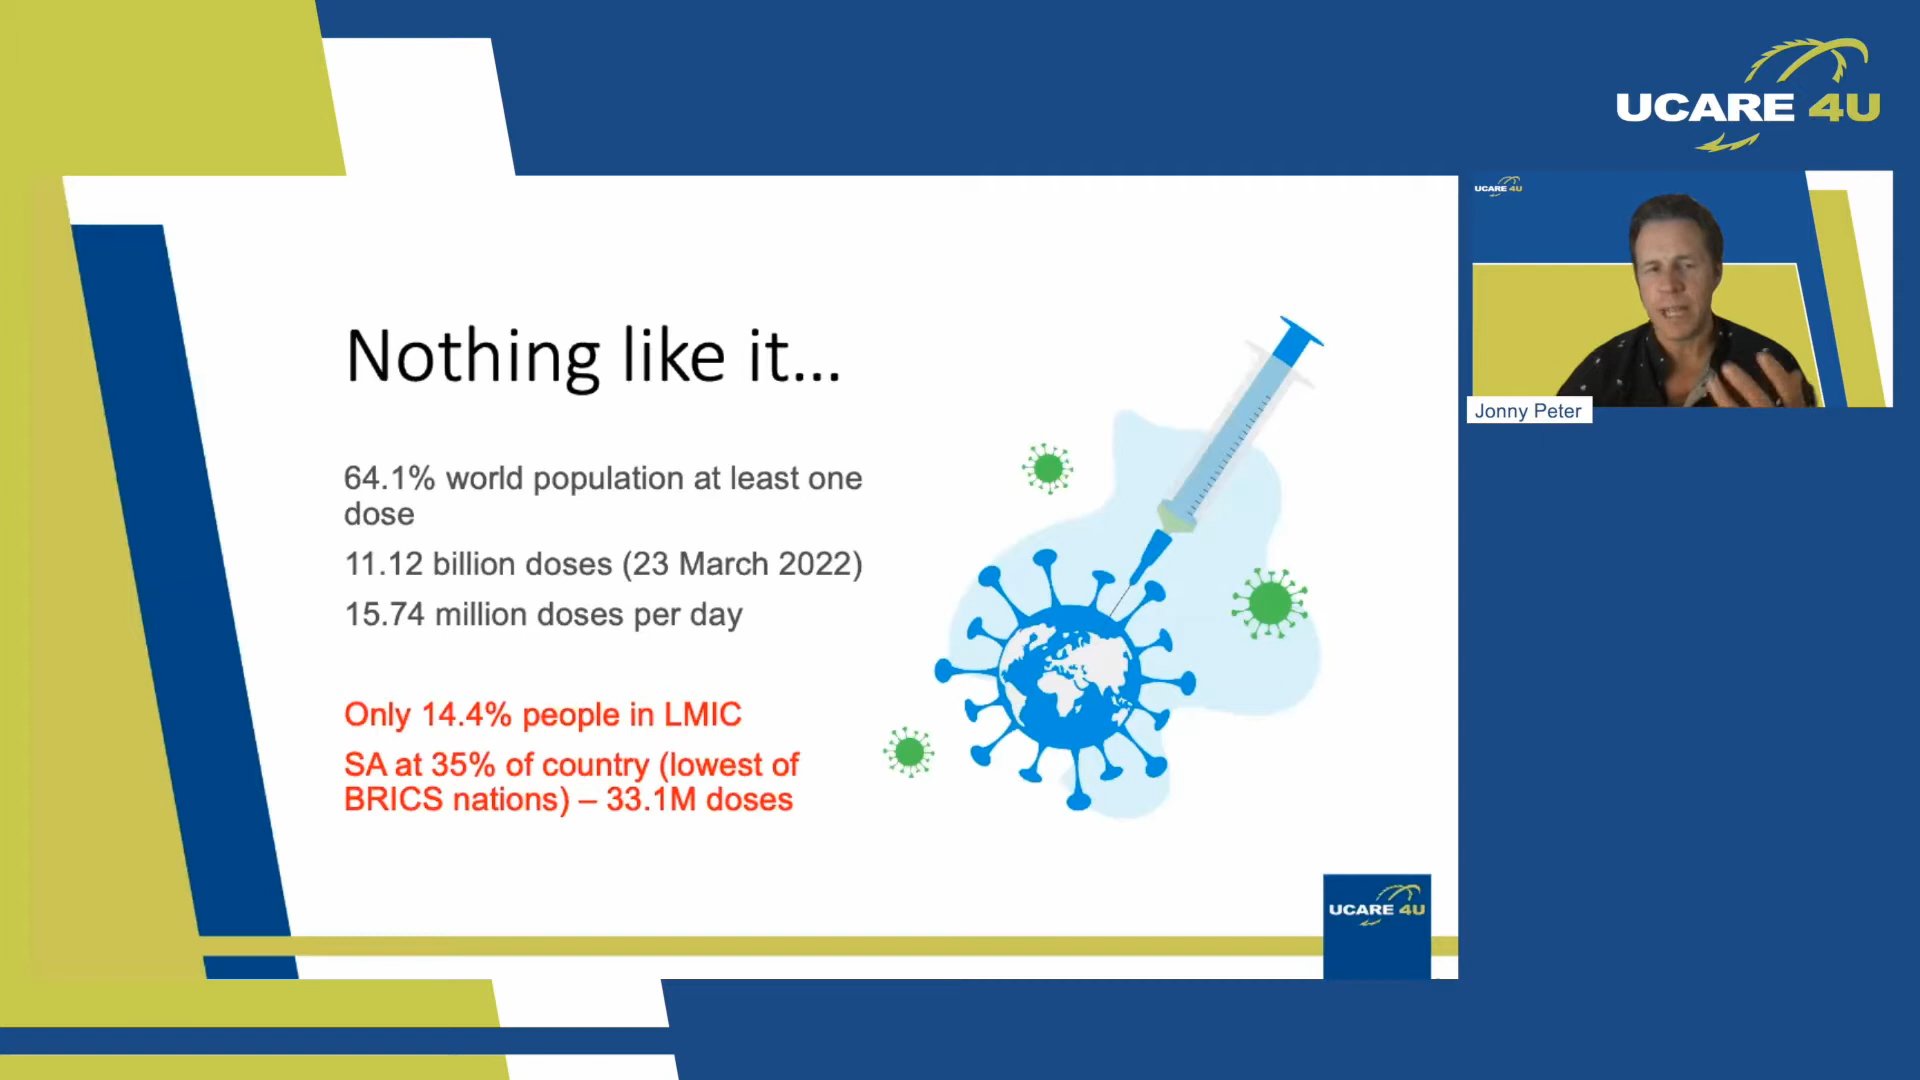 UCARE 4U
UCARE 4U
Jonny Peter
Nothing like it...
64.1% world population at least one
dose
11.12 billion doses (23 March 2022)
15.74 million doses per day
Only 14.4% people in LMIC
SA at 35% of country (lowest of
BRICS nations) – 33.1M doses
UCARE 4U